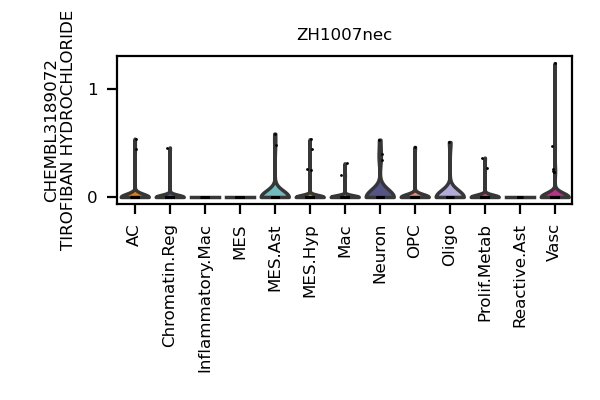 ZH1007nec
CHEMBL3189072
TIROFIBAN HYDROCHLORIDE
1
0
AC
Chromatin.Reg
Inflammatory.Mac
MES
MES.Ast
MES.Hyp
Mac
Neuron
OPC
Oligo
Prolif.Metab
Reactive.Ast
Vasc